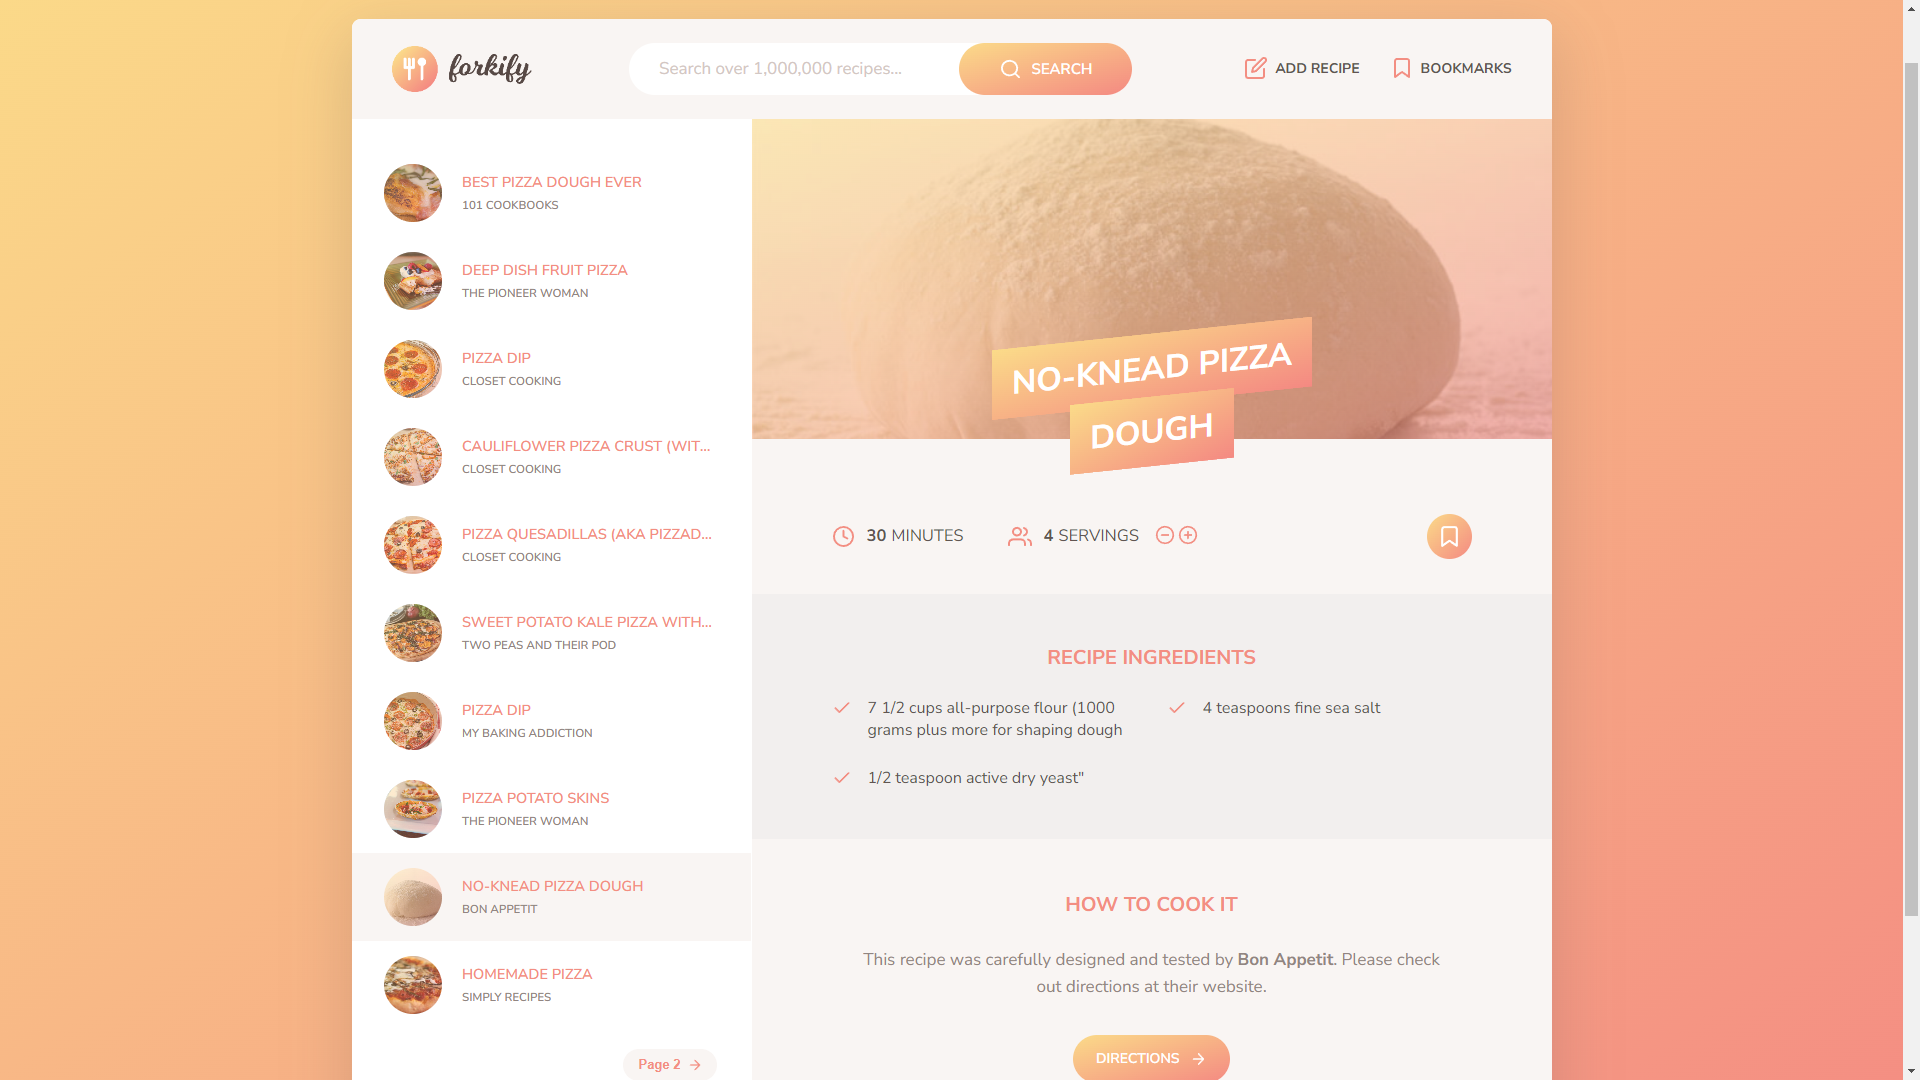 forkify
Search over 1,000,000 recipes...
SEARCH
ADD RECIPE
BOOKMARKS
BEST PIZZA DOUGH EVER
101 COOKBOOKS
DEEP DISH FRUIT PIZZA
THE PIONEER WOMAN
PIZZA DIP
CLOSET COOKING
CAULIFLOWER PIZZA CRUST (WIT...
CLOSET COOKING
PIZZA QUESADILLAS (AKA PIZZAD...
CLOSET COOKING
SWEET POTATO KALE PIZZA WITH...
TWO PEAS AND THEIR POD
PIZZA DIP
MY BAKING ADDICTION
PIZZA POTATO SKINS
THE PIONEER WOMAN
NO-KNEAD PIZZA DOUGH
BON APPETIT
HOMEMADE PIZZA
SIMPLY RECIPES
Page 2
NO-KNEAD PIZZA
DOUGH
30 MINUTES
4 SERVINGS
RECIPE INGREDIENTS
7 1/2 cups all-purpose flour (1000
grams plus more for shaping dough
4 teaspoons fine sea salt
1/2 teaspoon active dry yeast"
HOW TO COOK IT
This recipe was carefully designed and tested by Bon Appetit. Please check
out directions at their website.
DIRECTIONS